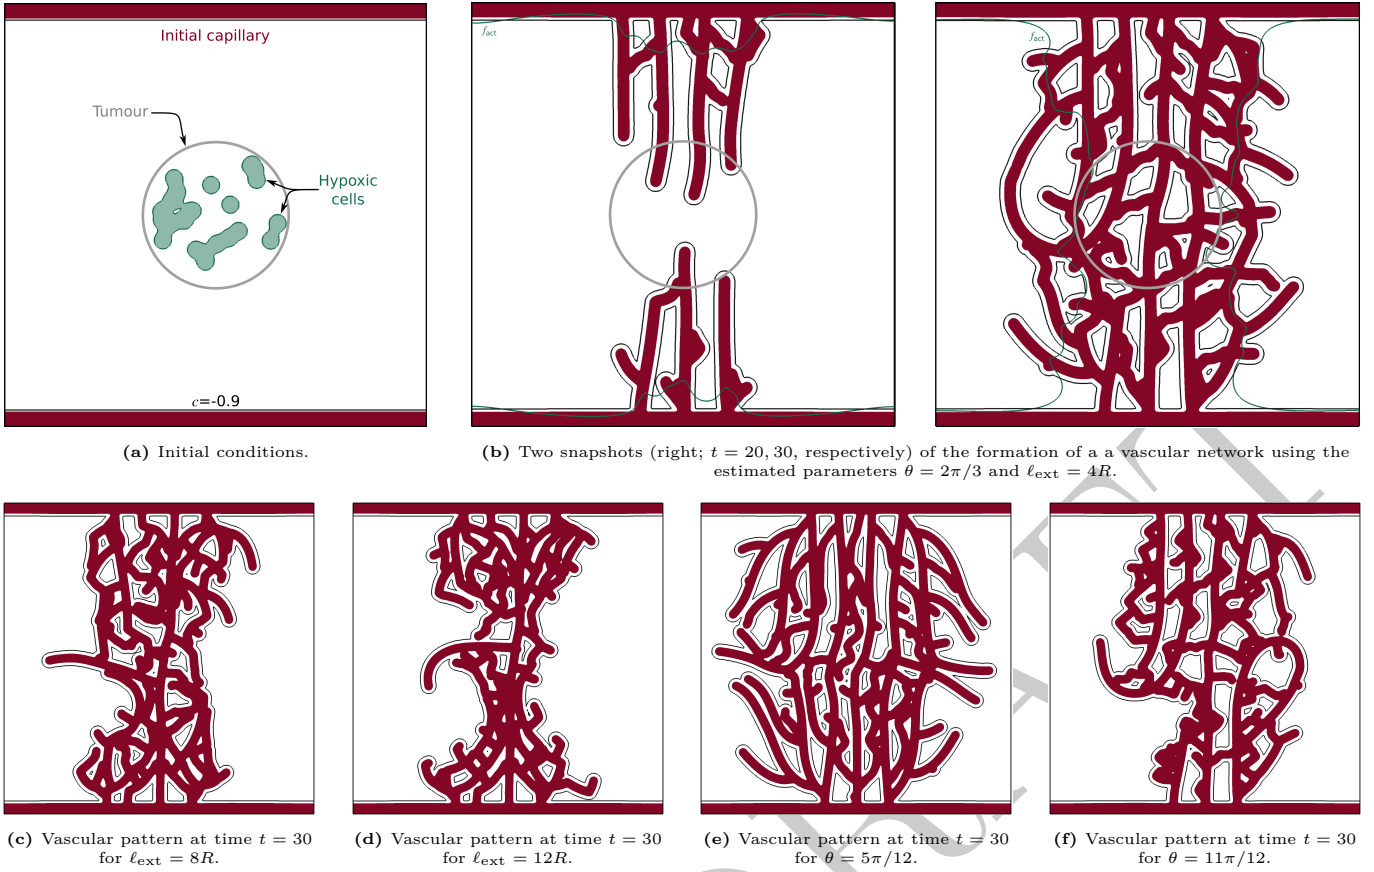 Initial capillary
Tumour
Hypoxic
cells
c=-0.9
f_act
f_act
(a) Initial conditions.
(b) Two snapshots (right; t = 20, 30, respectively) of the formation of a a vascular network using the
estimated parameters θ = 2π/3 and ℓ_ext = 4R.
(c) Vascular pattern at time t = 30
for ℓ_ext = 8R.
(d) Vascular pattern at time t = 30
for ℓ_ext = 12R.
(e) Vascular pattern at time t = 30
for θ = 5π/12.
(f) Vascular pattern at time t = 30
for θ = 11π/12.
DRAFT